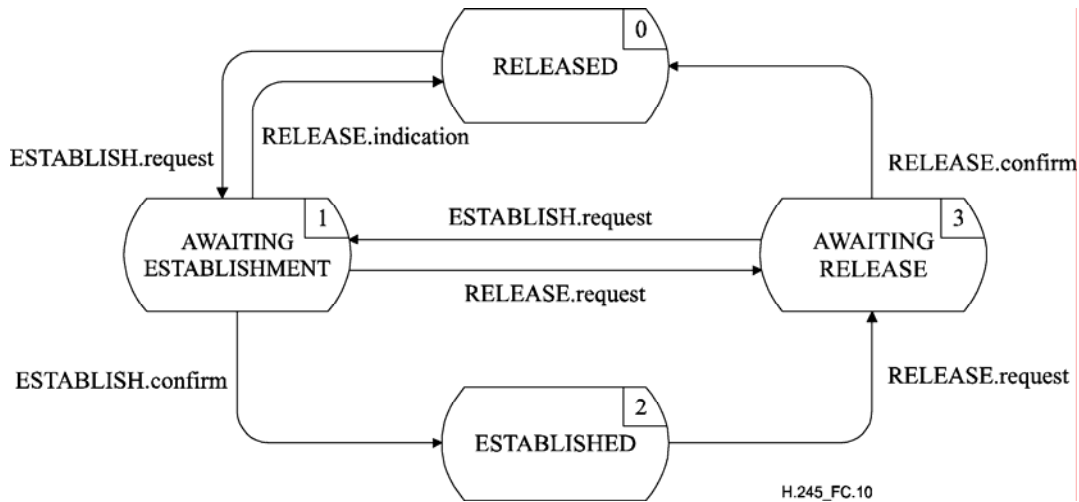 0
RELEASED
RELEASE.indication
ESTABLISH.request
RELEASE.confirm
1
AWAITING
ESTABLISHMENT
ESTABLISH.request
RELEASE.request
3
AWAITING
RELEASE
ESTABLISH.confirm
RELEASE.request
2
ESTABLISHED
H.245_FC.10